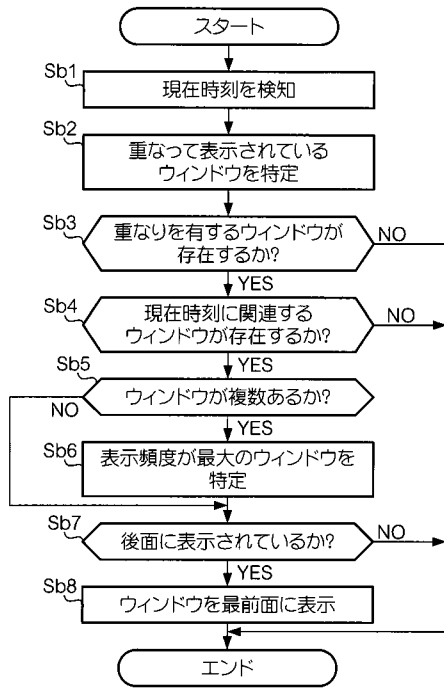 スタート
Sb1
現在時刻を検知
Sb2
重なって表示されている
ウィンドウを特定
Sb3
重なりを有するウィンドウが
存在するか?
NO
YES
Sb4
現在時刻に関連する
ウィンドウが存在するか?
NO
YES
Sb5
ウィンドウが複数あるか?
NO
YES
Sb6
表示頻度が最大のウィンドウを
特定
Sb7
後面に表示されているか?
NO
YES
Sb8
ウィンドウを最前面に表示
エンド